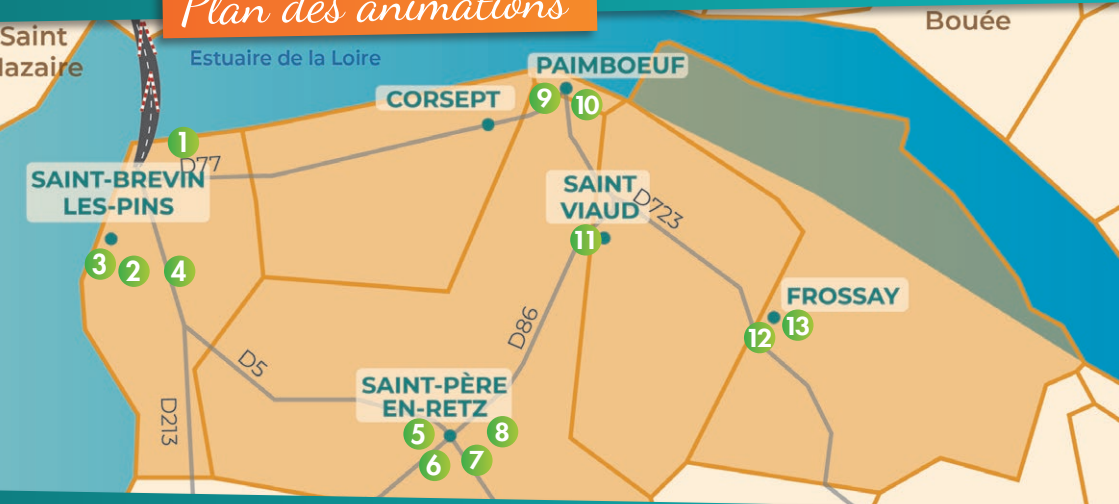 Plan des animations
Saint
Nazaire
Estuaire de la Loire
Bouée
PAIMBOEUF
CORSEPT
9
10
1
D77
SAINT-BREVIN
LES-PINS
SAINT
VIAUD
D723
11
3
2
4
FROSSAY
12
13
D86
D5
SAINT-PÈRE
EN-RETZ
D213
5
8
6
7